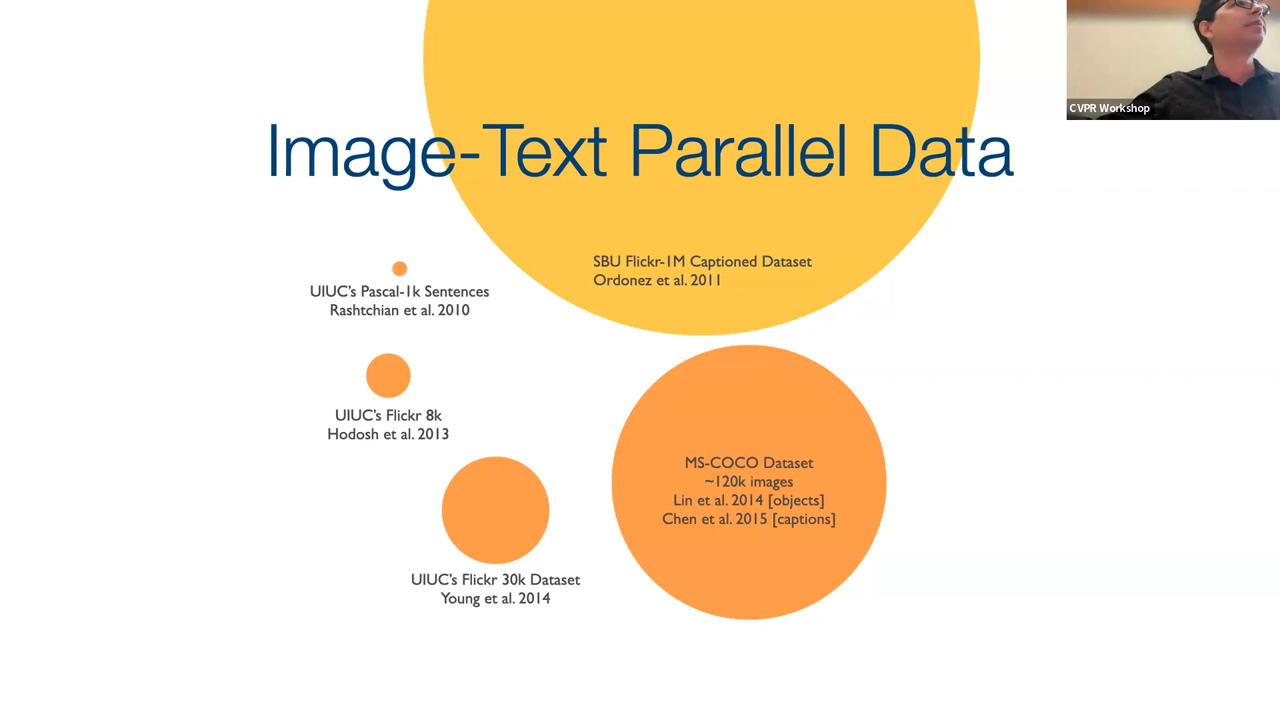 CVPR Workshop
Image-Text Parallel Data
SBU Flickr-1M Captioned Dataset
Ordonez et al. 2011
UIUC's Pascal-1k Sentences
Rashtchian et al. 2010
UIUC's Flickr 8k
Hodosh et al. 2013
MS-COCO Dataset
~120k images
Lin et al. 2014 [objects]
Chen et al. 2015 [captions]
UIUC's Flickr 30k Dataset
Young et al. 2014